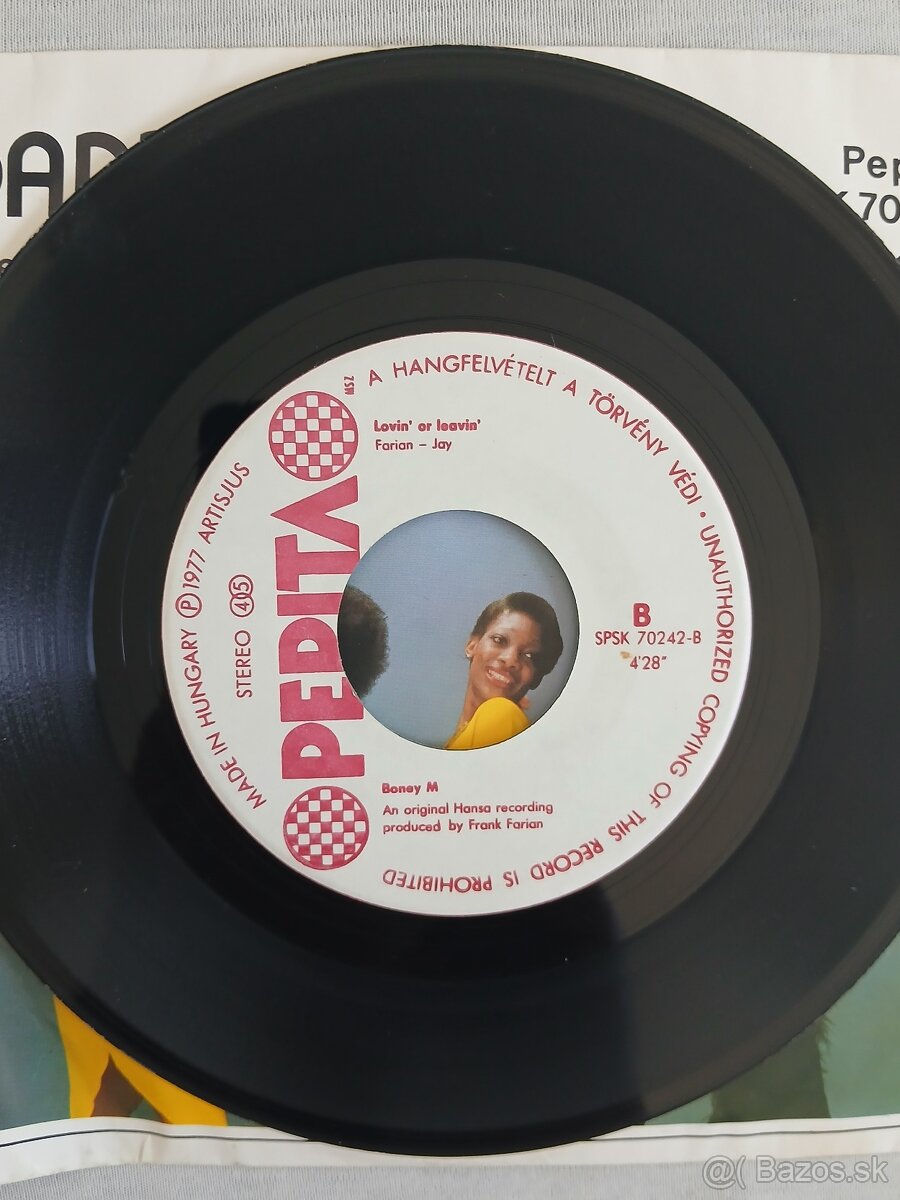 A HANGFELVÉTELT A TÖRVÉNY VÉDI • UNAUTHORIZED COPYING OF THIS RECORD IS PROHIBITED
MSZ
Lovin' or leavin'
Farian – Jay
MADE IN HUNGARY Ⓟ 1977 ARTISJUS
STEREO 45
PEPITA
B
SPSK 70242-B
4'28"
Boney M
An original Hansa recording
produced by Frank Farian
@( Bazos.sk